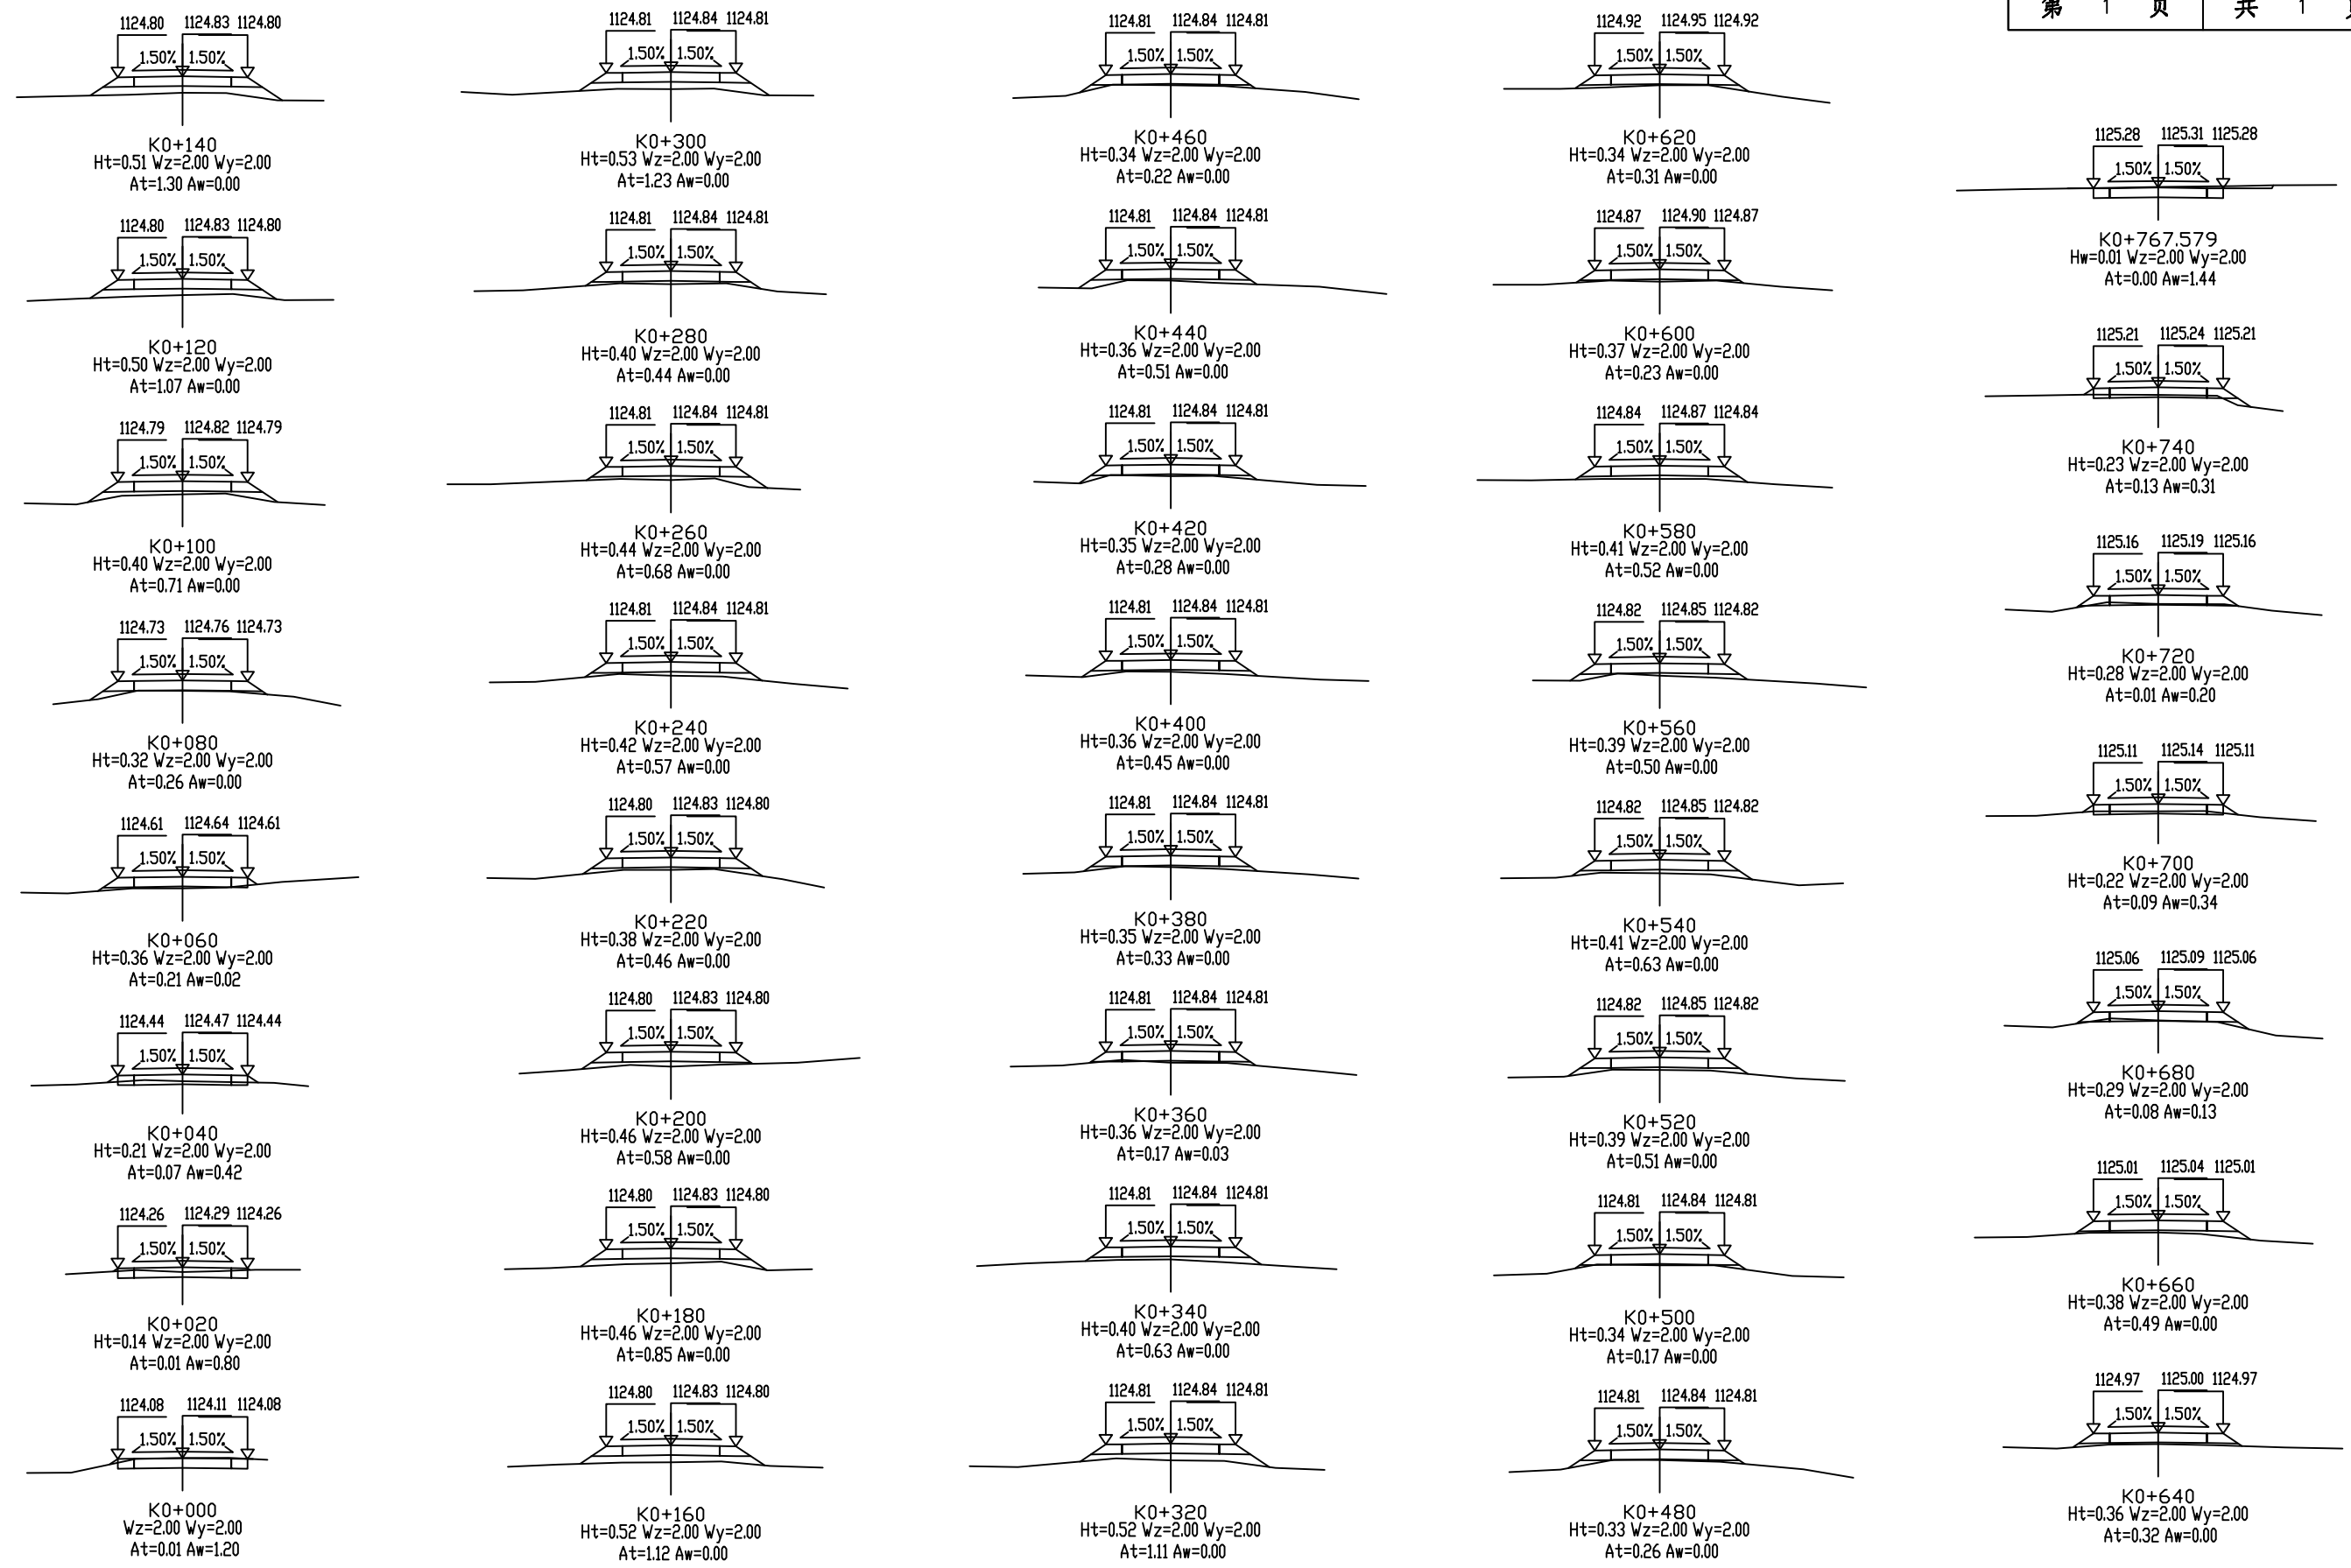 第 1 页 共 1
1124.80 1124.83 1124.80
1.50% 1.50%
K0+140
Ht=0.51 Wz=2.00 Wy=2.00
At=1.30 Aw=0.00
1124.80 1124.83 1124.80
1.50% 1.50%
K0+120
Ht=0.50 Wz=2.00 Wy=2.00
At=1.07 Aw=0.00
1124.79 1124.82 1124.79
1.50% 1.50%
K0+100
Ht=0.40 Wz=2.00 Wy=2.00
At=0.71 Aw=0.00
1124.73 1124.76 1124.73
1.50% 1.50%
K0+080
Ht=0.32 Wz=2.00 Wy=2.00
At=0.26 Aw=0.00
1124.61 1124.64 1124.61
1.50% 1.50%
K0+060
Ht=0.36 Wz=2.00 Wy=2.00
At=0.21 Aw=0.02
1124.44 1124.47 1124.44
1.50% 1.50%
K0+040
Ht=0.21 Wz=2.00 Wy=2.00
At=0.07 Aw=0.42
1124.26 1124.29 1124.26
1.50% 1.50%
K0+020
Ht=0.14 Wz=2.00 Wy=2.00
At=0.01 Aw=0.80
1124.08 1124.11 1124.08
1.50% 1.50%
K0+000
Wz=2.00 Wy=2.00
At=0.01 Aw=1.20
1124.81 1124.84 1124.81
1.50% 1.50%
K0+300
Ht=0.53 Wz=2.00 Wy=2.00
At=1.23 Aw=0.00
1124.81 1124.84 1124.81
1.50% 1.50%
K0+280
Ht=0.40 Wz=2.00 Wy=2.00
At=0.44 Aw=0.00
1124.81 1124.84 1124.81
1.50% 1.50%
K0+260
Ht=0.44 Wz=2.00 Wy=2.00
At=0.68 Aw=0.00
1124.81 1124.84 1124.81
1.50% 1.50%
K0+240
Ht=0.42 Wz=2.00 Wy=2.00
At=0.57 Aw=0.00
1124.80 1124.83 1124.80
1.50% 1.50%
K0+220
Ht=0.38 Wz=2.00 Wy=2.00
At=0.46 Aw=0.00
1124.80 1124.83 1124.80
1.50% 1.50%
K0+200
Ht=0.46 Wz=2.00 Wy=2.00
At=0.58 Aw=0.00
1124.80 1124.83 1124.80
1.50% 1.50%
K0+180
Ht=0.46 Wz=2.00 Wy=2.00
At=0.85 Aw=0.00
1124.80 1124.83 1124.80
1.50% 1.50%
K0+160
Ht=0.52 Wz=2.00 Wy=2.00
At=1.12 Aw=0.00
1124.81 1124.84 1124.81
1.50% 1.50%
K0+460
Ht=0.34 Wz=2.00 Wy=2.00
At=0.22 Aw=0.00
1124.81 1124.84 1124.81
1.50% 1.50%
K0+440
Ht=0.36 Wz=2.00 Wy=2.00
At=0.51 Aw=0.00
1124.81 1124.84 1124.81
1.50% 1.50%
K0+420
Ht=0.35 Wz=2.00 Wy=2.00
At=0.28 Aw=0.00
1124.81 1124.84 1124.81
1.50% 1.50%
K0+400
Ht=0.36 Wz=2.00 Wy=2.00
At=0.45 Aw=0.00
1124.81 1124.84 1124.81
1.50% 1.50%
K0+380
Ht=0.35 Wz=2.00 Wy=2.00
At=0.33 Aw=0.00
1124.81 1124.84 1124.81
1.50% 1.50%
K0+360
Ht=0.36 Wz=2.00 Wy=2.00
At=0.17 Aw=0.03
1124.81 1124.84 1124.81
1.50% 1.50%
K0+340
Ht=0.40 Wz=2.00 Wy=2.00
At=0.63 Aw=0.00
1124.81 1124.84 1124.81
1.50% 1.50%
K0+320
Ht=0.52 Wz=2.00 Wy=2.00
At=1.11 Aw=0.00
1124.92 1124.95 1124.92
1.50% 1.50%
K0+620
Ht=0.34 Wz=2.00 Wy=2.00
At=0.31 Aw=0.00
1124.87 1124.90 1124.87
1.50% 1.50%
K0+600
Ht=0.37 Wz=2.00 Wy=2.00
At=0.23 Aw=0.00
1124.84 1124.87 1124.84
1.50% 1.50%
K0+580
Ht=0.41 Wz=2.00 Wy=2.00
At=0.52 Aw=0.00
1124.82 1124.85 1124.82
1.50% 1.50%
K0+560
Ht=0.39 Wz=2.00 Wy=2.00
At=0.50 Aw=0.00
1124.82 1124.85 1124.82
1.50% 1.50%
K0+540
Ht=0.41 Wz=2.00 Wy=2.00
At=0.63 Aw=0.00
1124.82 1124.85 1124.82
1.50% 1.50%
K0+520
Ht=0.39 Wz=2.00 Wy=2.00
At=0.51 Aw=0.00
1124.81 1124.84 1124.81
1.50% 1.50%
K0+500
Ht=0.34 Wz=2.00 Wy=2.00
At=0.17 Aw=0.00
1124.81 1124.84 1124.81
1.50% 1.50%
K0+480
Ht=0.33 Wz=2.00 Wy=2.00
At=0.26 Aw=0.00
1125.28 1125.31 1125.28
1.50% 1.50%
K0+767.579
Hw=0.01 Wz=2.00 Wy=2.00
At=0.00 Aw=1.44
1125.21 1125.24 1125.21
1.50% 1.50%
K0+740
Ht=0.23 Wz=2.00 Wy=2.00
At=0.13 Aw=0.31
1125.16 1125.19 1125.16
1.50% 1.50%
K0+720
Ht=0.28 Wz=2.00 Wy=2.00
At=0.01 Aw=0.20
1125.11 1125.14 1125.11
1.50% 1.50%
K0+700
Ht=0.22 Wz=2.00 Wy=2.00
At=0.09 Aw=0.34
1125.06 1125.09 1125.06
1.50% 1.50%
K0+680
Ht=0.29 Wz=2.00 Wy=2.00
At=0.08 Aw=0.13
1125.01 1125.04 1125.01
1.50% 1.50%
K0+660
Ht=0.38 Wz=2.00 Wy=2.00
At=0.49 Aw=0.00
1124.97 1125.00 1124.97
1.50% 1.50%
K0+640
Ht=0.36 Wz=2.00 Wy=2.00
At=0.32 Aw=0.00